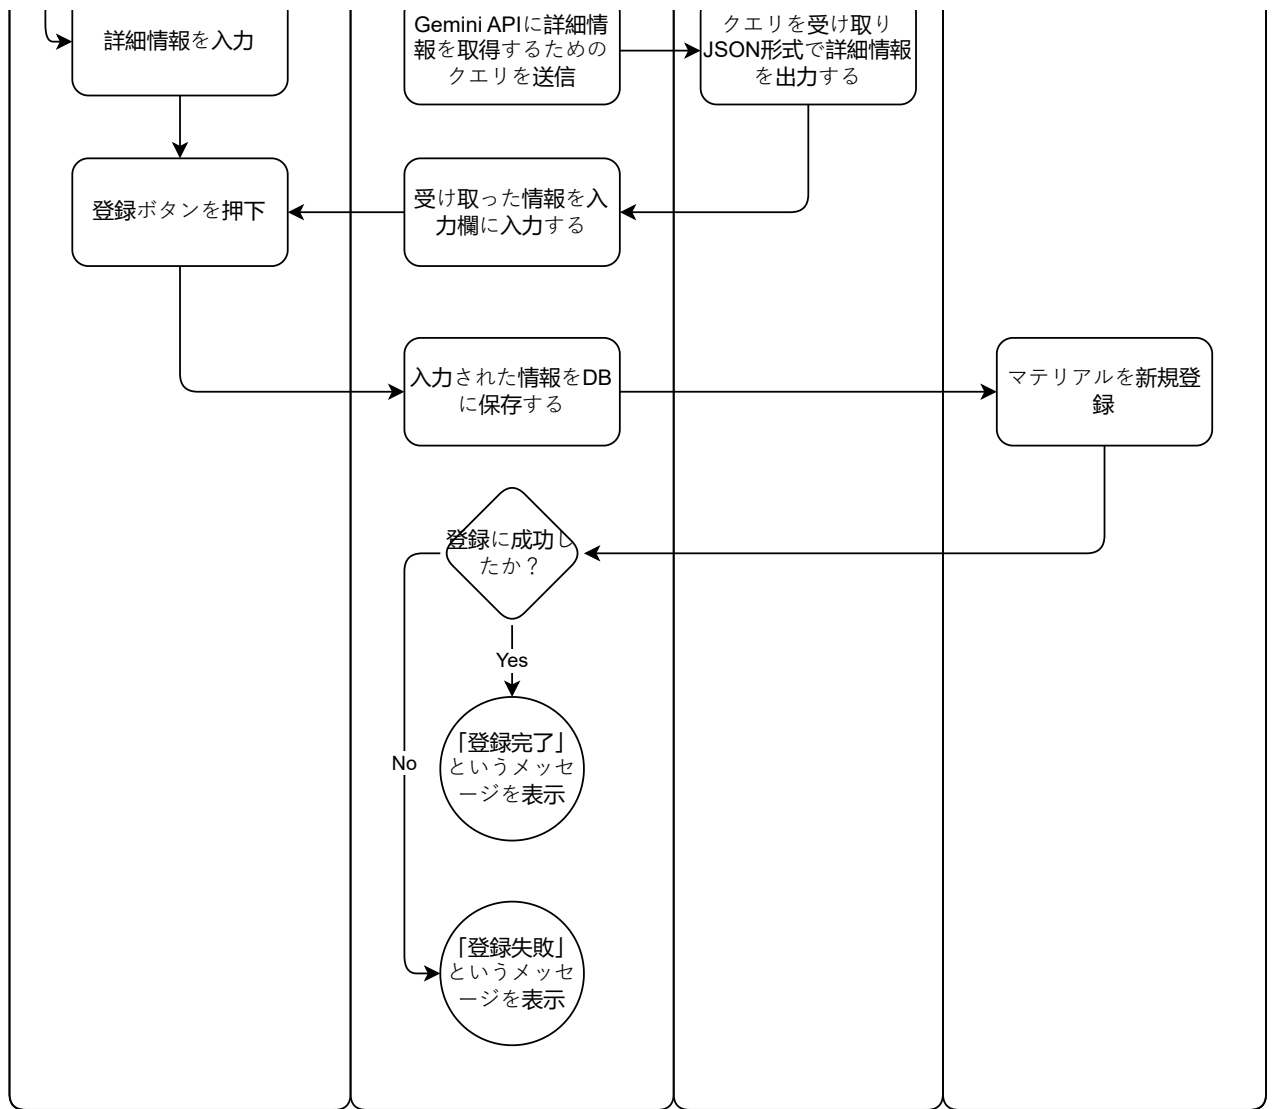 詳細情報を入力
Gemini APIに詳細情
報を取得するための
クエリを送信
クエリを受け取り
JSON形式で詳細情報
を出力する
登録ボタンを押下
受け取った情報を入
力欄に入力する
入力された情報をDB
に保存する
マテリアルを新規登
録
登録に成功し
たか？
Yes
No
「登録完了」
というメッセ
ージを表示
「登録失敗」
というメッセ
ージを表示